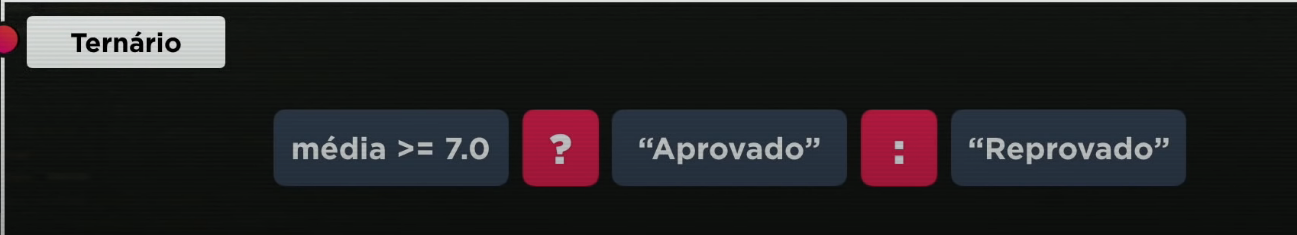 Ternário
média >= 7.0 ? “Aprovado” : “Reprovado”